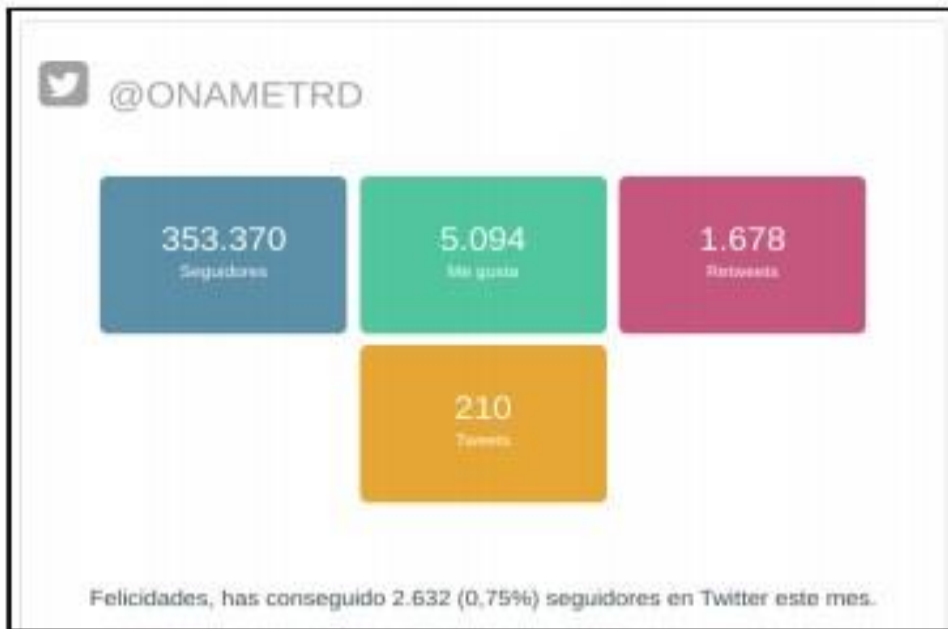 @ONAMETRD
353.370
Seguidores
5.094
Me gusta
1.678
Retweets
210
Tweets
Felicidades, has conseguido 2.632 (0,75%) seguidores en Twitter este mes.